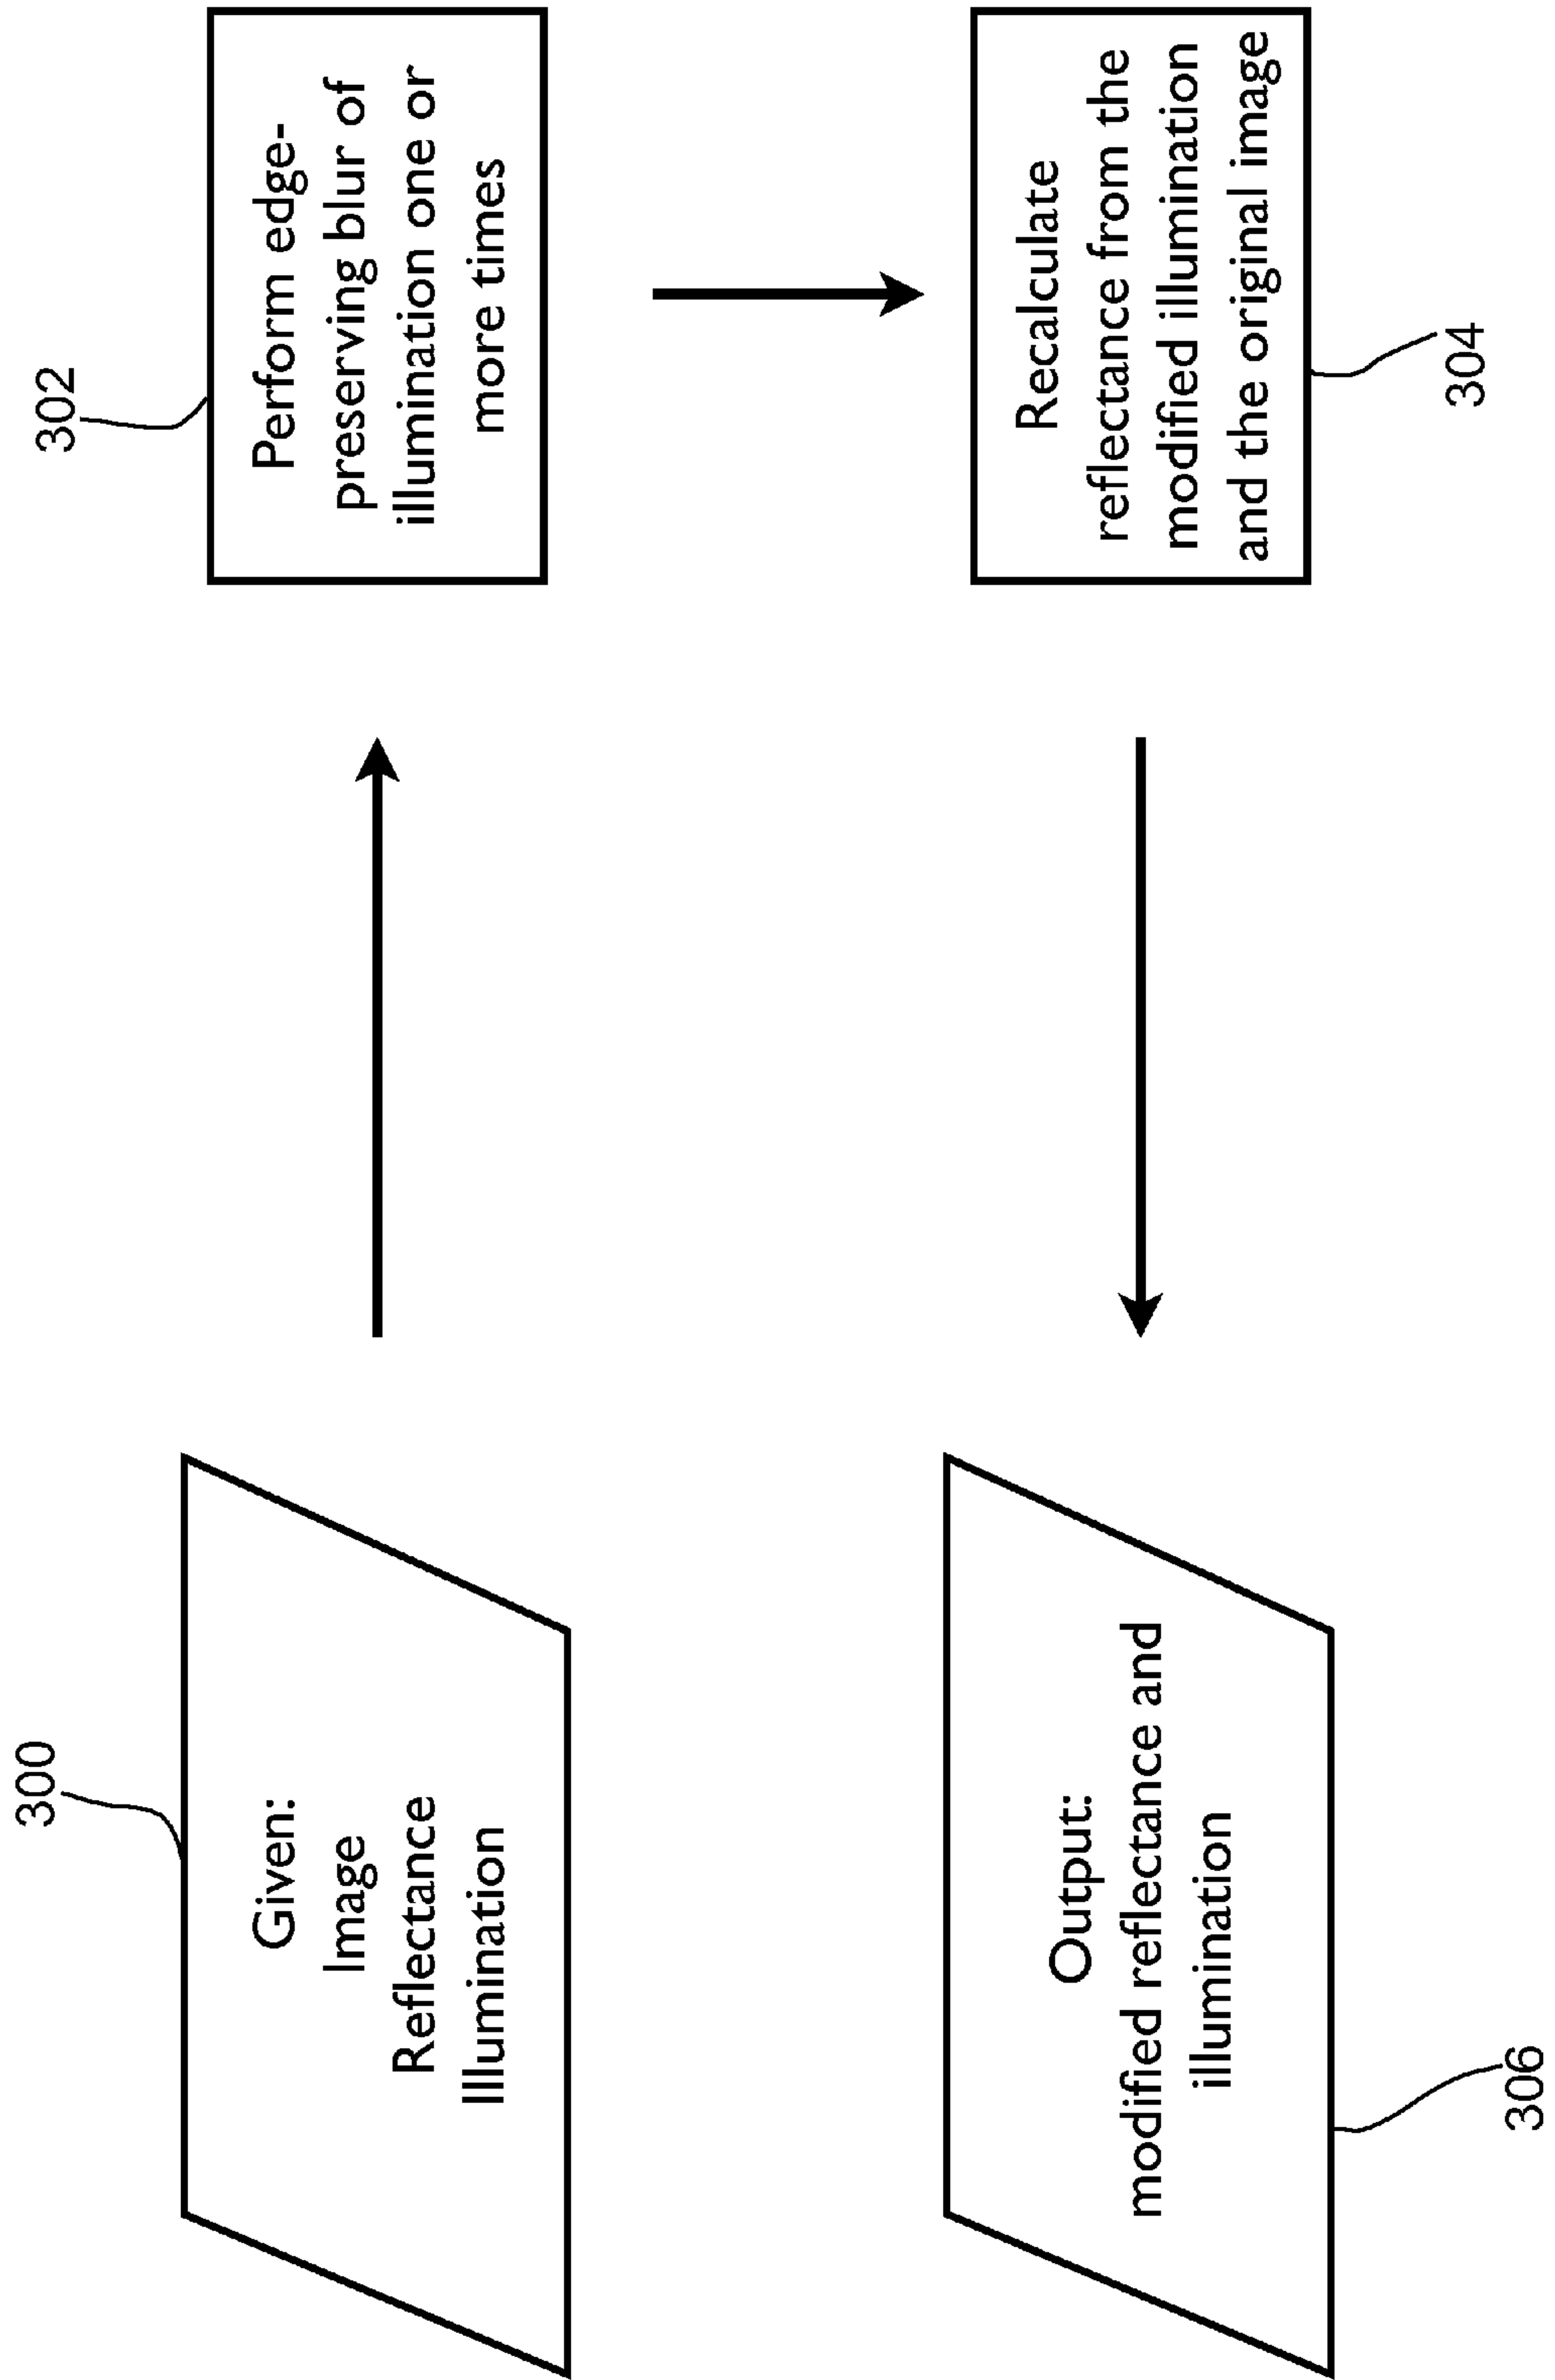 300
Given:
Image
Reflectance
Illumination
302
Perform edge-
preserving blur of
illumination one or
more times
Recalculate
reflectance from the
modified illumination
and the original image
304
Output:
modified reflectance and
illumination
306